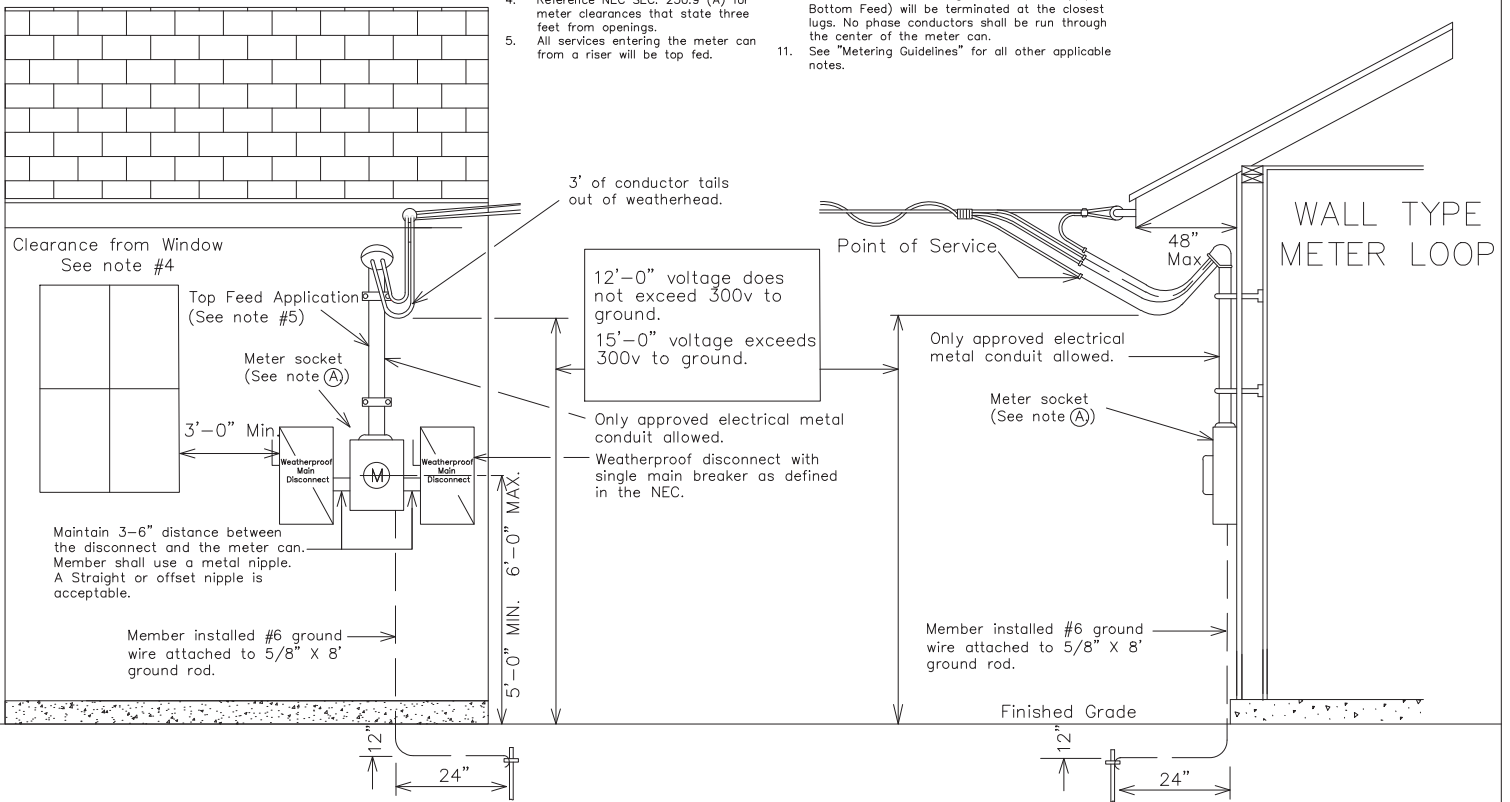 4. Reference NEC SEC. 230.9 (A) for
meter clearances that state three
feet from openings.
5. All services entering the meter can
from a riser will be top fed.
Bottom Feed) will be terminated at the closest
lugs. No phase conductors shall be run through
the center of the meter can.
11. See "Metering Guidelines" for all other applicable
notes.
3' of conductor tails
out of weatherhead.
Clearance from Window
See note #4
Top Feed Application
(See note #5)
Meter socket
(See note A)
3'-0" Min.
Weatherproof
Main
Disconnect
M
Weatherproof
Main
Disconnect
12'-0" voltage does
not exceed 300v to
ground.
15'-0" voltage exceeds
300v to ground.
Only approved electrical metal
conduit allowed.
Weatherproof disconnect with
single main breaker as defined
in the NEC.
Maintain 3-6" distance between
the disconnect and the meter can.
Member shall use a metal nipple.
A Straight or offset nipple is
acceptable.
Member installed #6 ground
wire attached to 5/8" X 8'
ground rod.
5'-0" MIN. 6'-0" MAX.
12"
24"
Point of Service
48"
Max
WALL TYPE
METER LOOP
Only approved electrical
metal conduit allowed.
Meter socket
(See note A)
Member installed #6 ground
wire attached to 5/8" X 8'
ground rod.
Finished Grade
12"
24"